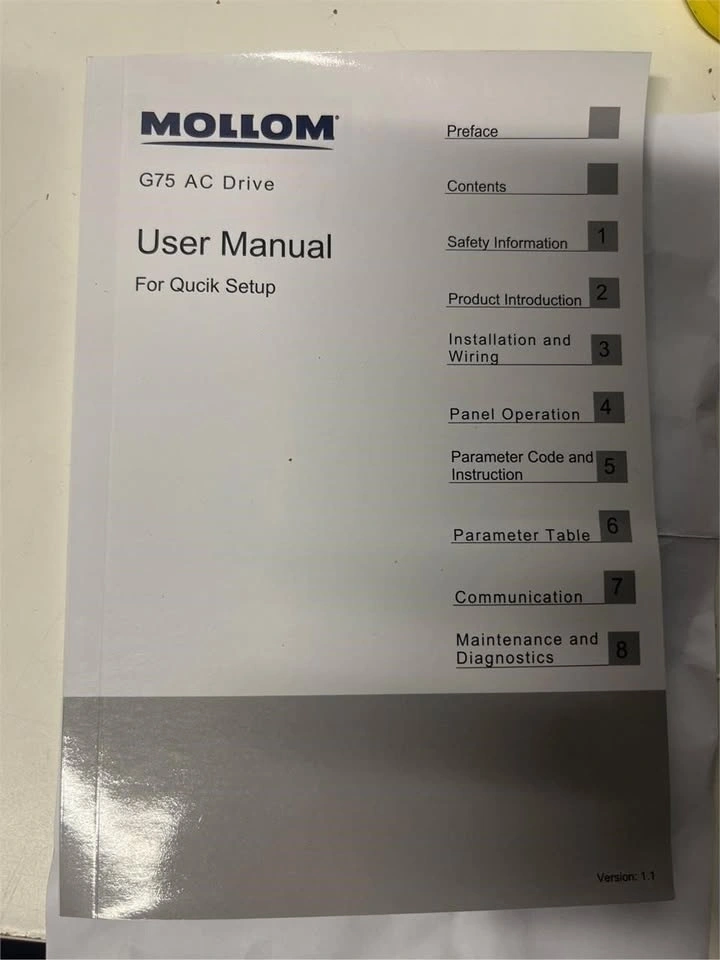 MOLLOM
G75 AC Drive
User Manual
For Qucik Setup
Preface
Contents
Safety Information 1
Product Introduction 2
Installation and
Wiring 3
Panel Operation 4
Parameter Code and
Instruction 5
Parameter Table 6
Communication 7
Maintenance and
Diagnostics 8
Version: 1.1